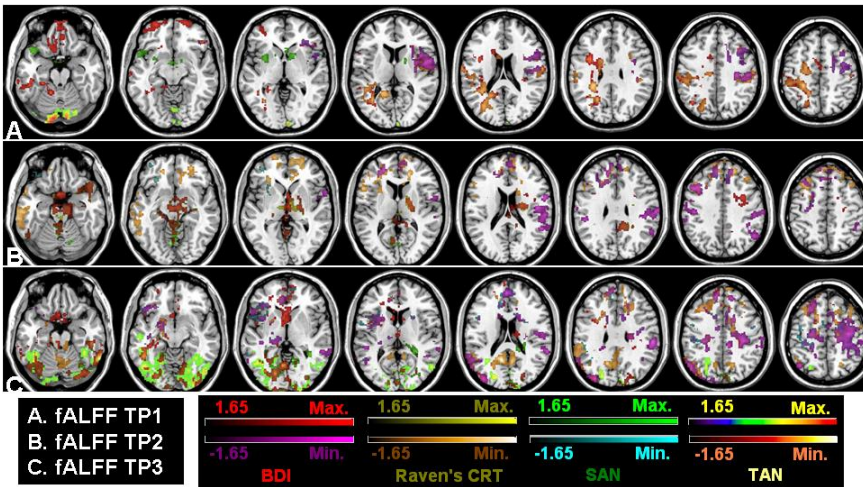 A
B
C
A. fALFF TP1
B. fALFF TP2
C. fALFF TP3
1.65 Max. 1.65 Max. 1.65 Max. 1.65 Max.
-1.65 Min. -1.65 Min. -1.65 Min. -1.65 Min.
BDI Raven's CRT SAN TAN